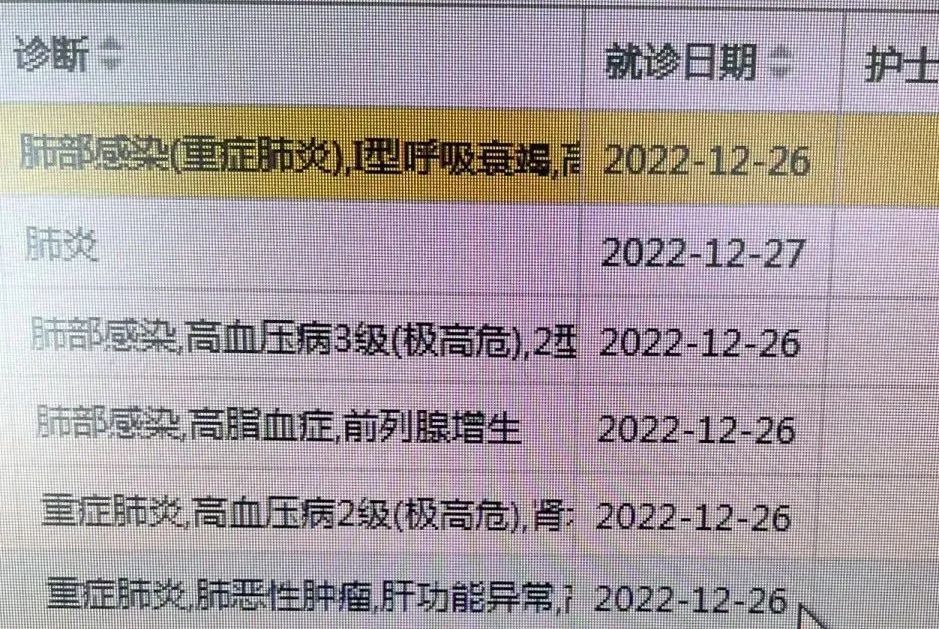 诊断 就诊日期 护士
肺部感染(重症肺炎),I型呼吸衰竭,高 2022-12-26
肺炎 2022-12-27
肺部感染,高血压病3级(极高危),2型 2022-12-26
肺部感染,高脂血症,前列腺增生 2022-12-26
重症肺炎,高血压病2级(极高危),肾 2022-12-26
重症肺炎,肺恶性肿瘤,肝功能异常, 2022-12-26